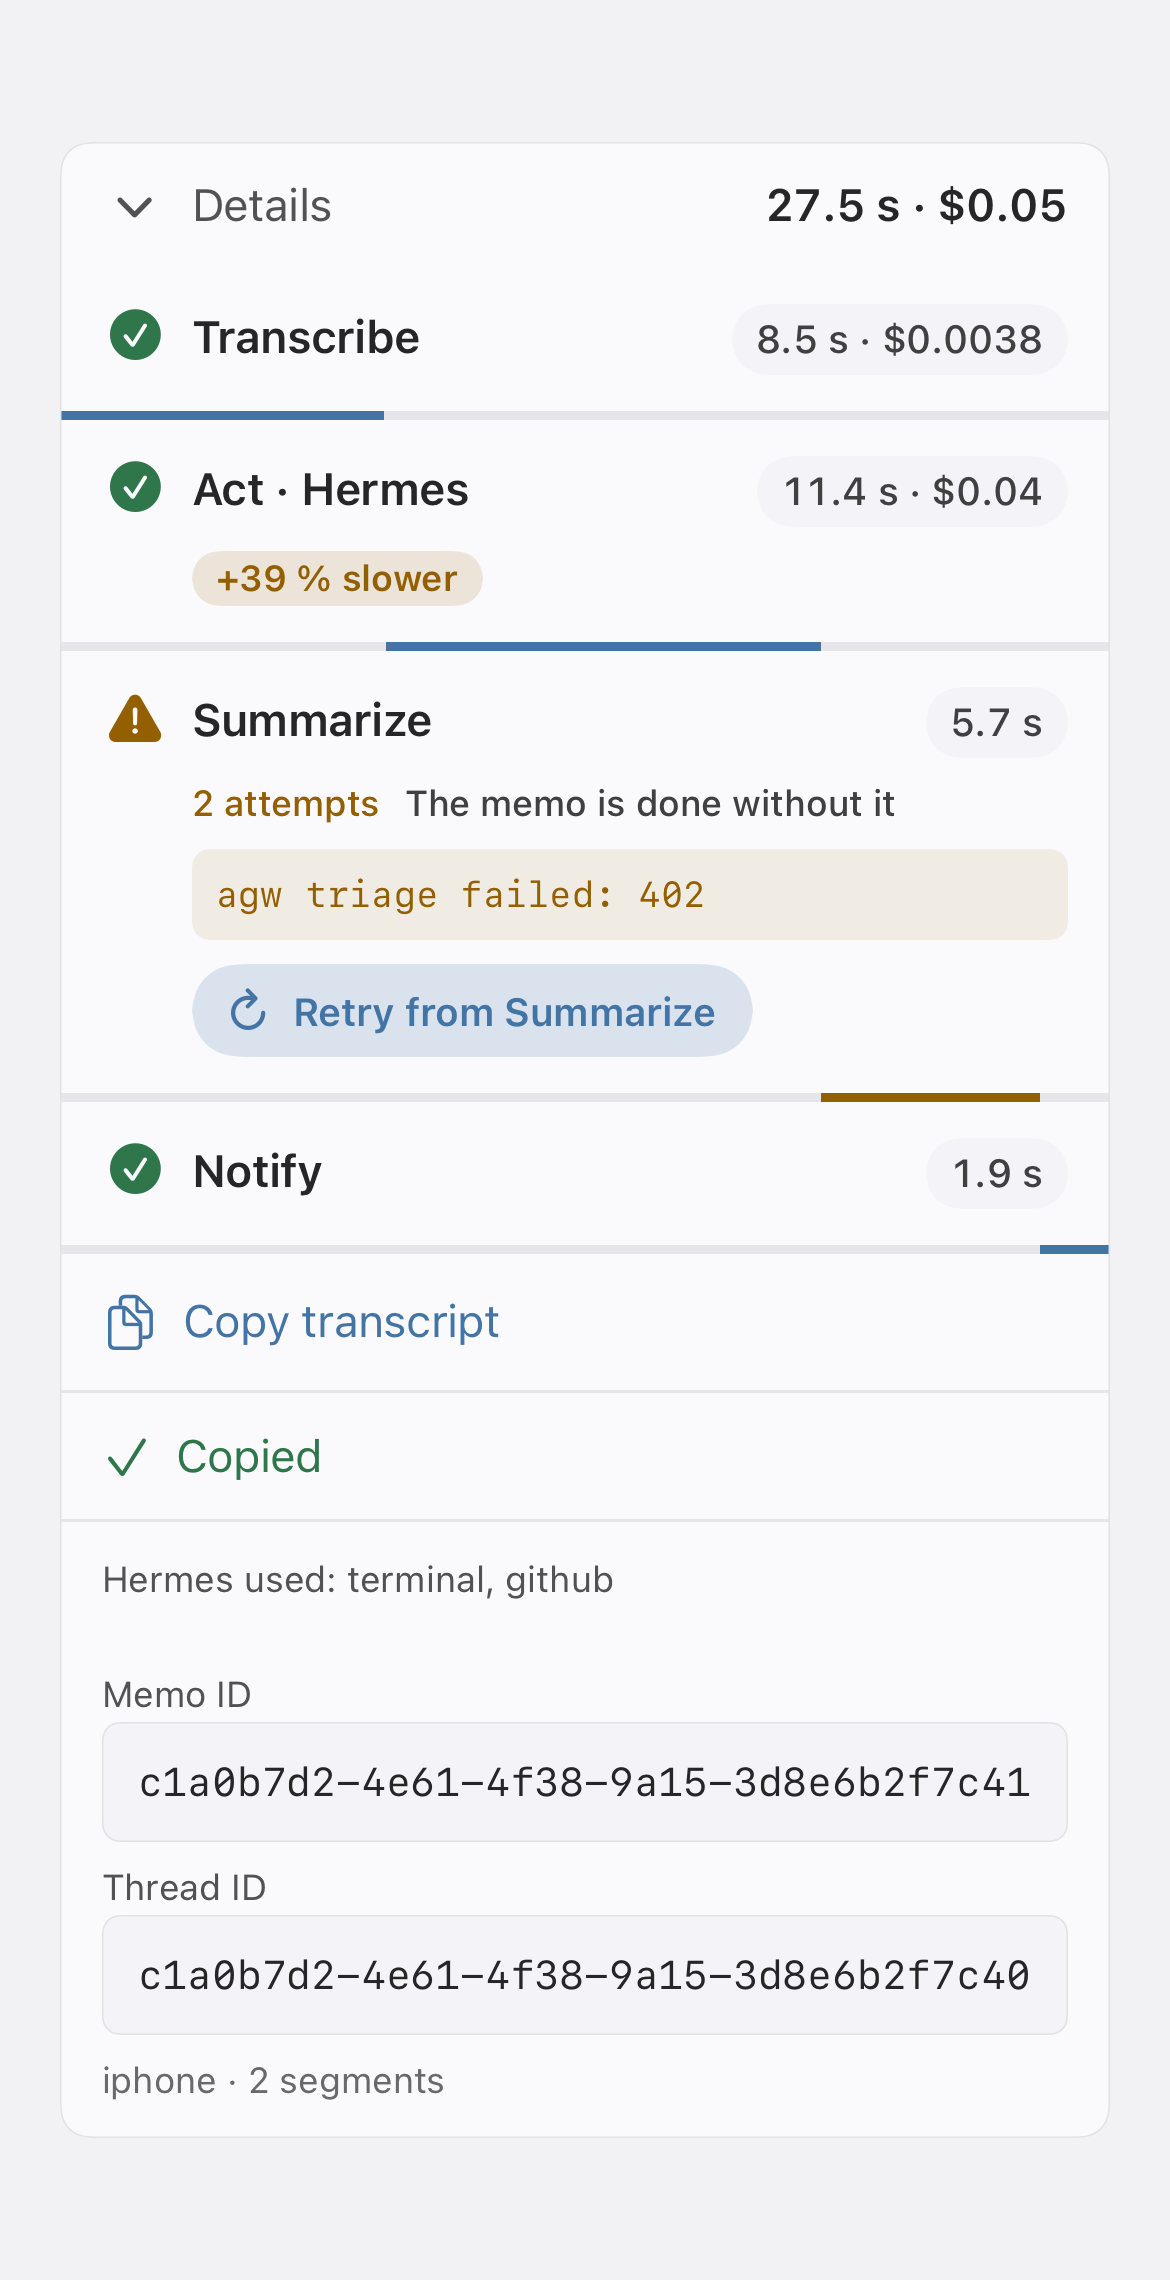 Details 27.5 s · $0.05
Transcribe 8.5 s · $0.0038
Act · Hermes 11.4 s · $0.04
+39 % slower
Summarize 5.7 s
2 attempts The memo is done without it
agw triage failed: 402
Retry from Summarize
Notify 1.9 s
Copy transcript
Copied
Hermes used: terminal, github
Memo ID
c1a0b7d2-4e61-4f38-9a15-3d8e6b2f7c41
Thread ID
c1a0b7d2-4e61-4f38-9a15-3d8e6b2f7c40
iphone · 2 segments